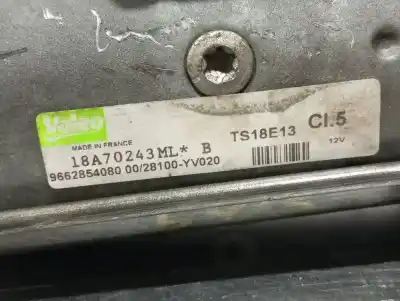 Valeo
MADE IN FRANCE
18A70243ML* B
TS18E13 Cl.5
9662854080 00/28100-YV020
12V